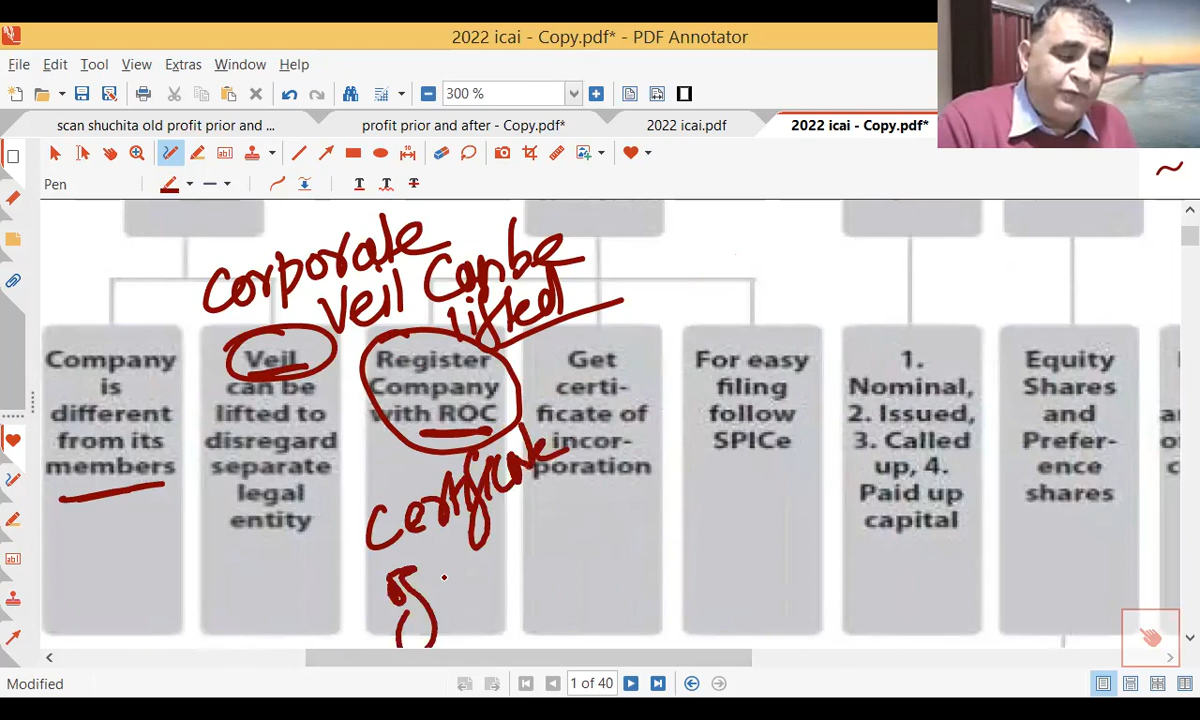 2022 icai - Copy.pdf* - PDF Annotator
File Edit Tool View Extras Window Help
300 %
scan shuchita old profit prior and ...
profit prior and after - Copy.pdf*
2022 icai.pdf
2022 icai - Copy.pdf*
Pen
Corporate
Veil Can be
lifted
Company
is
different
from its
members
Veil
can be
lifted to
disregard
separate
legal
entity
Register
Company
with ROC
Certificate
of
Get
certi-
ficate of
incor-
poration
For easy
filing
follow
SPICe
1.
Nominal,
2. Issued,
3. Called
up, 4.
Paid up
capital
Equity
Shares
and
Prefer-
ence
shares
Modified
1 of 40